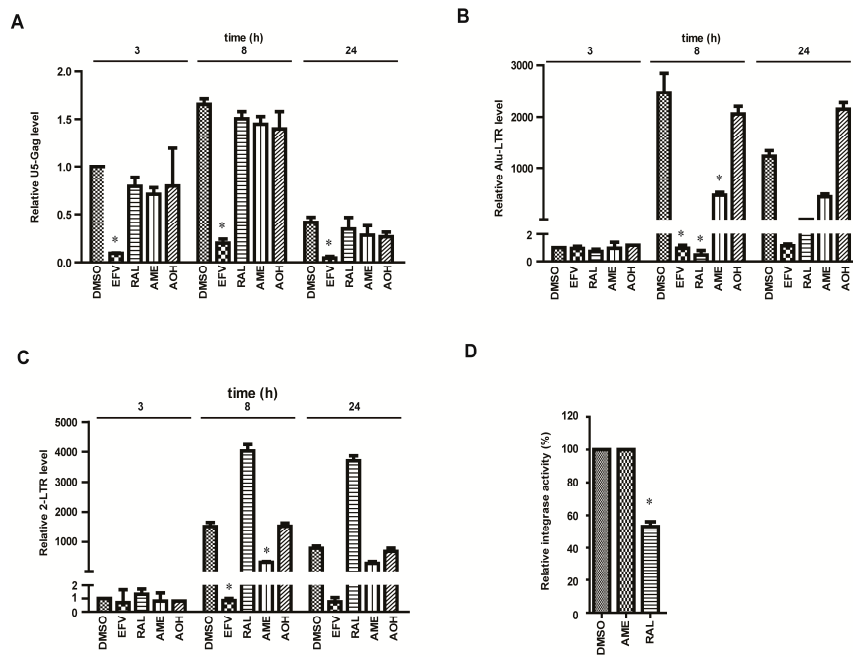 A
time (h)
3 8 24
Relative U5-Gag level
2.0
1.5
1.0
0.5
0.0
DMSO EFV RAL AME AOH DMSO EFV RAL AME AOH DMSO EFV RAL AME AOH
* * *
B
time (h)
3 8 24
Relative Alu-LTR level
3000
2000
1000
2
0
DMSO EFV RAL AME AOH DMSO EFV RAL AME AOH DMSO EFV RAL AME AOH
* * *
C
time (h)
3 8 24
Relative 2-LTR level
5000
4000
3000
2000
1000
2
1
0
DMSO EFV RAL AME AOH DMSO EFV RAL AME AOH DMSO EFV RAL AME AOH
* *
D
Relative integrase activity (%)
120
100
80
60
40
20
0
DMSO AME RAL
*